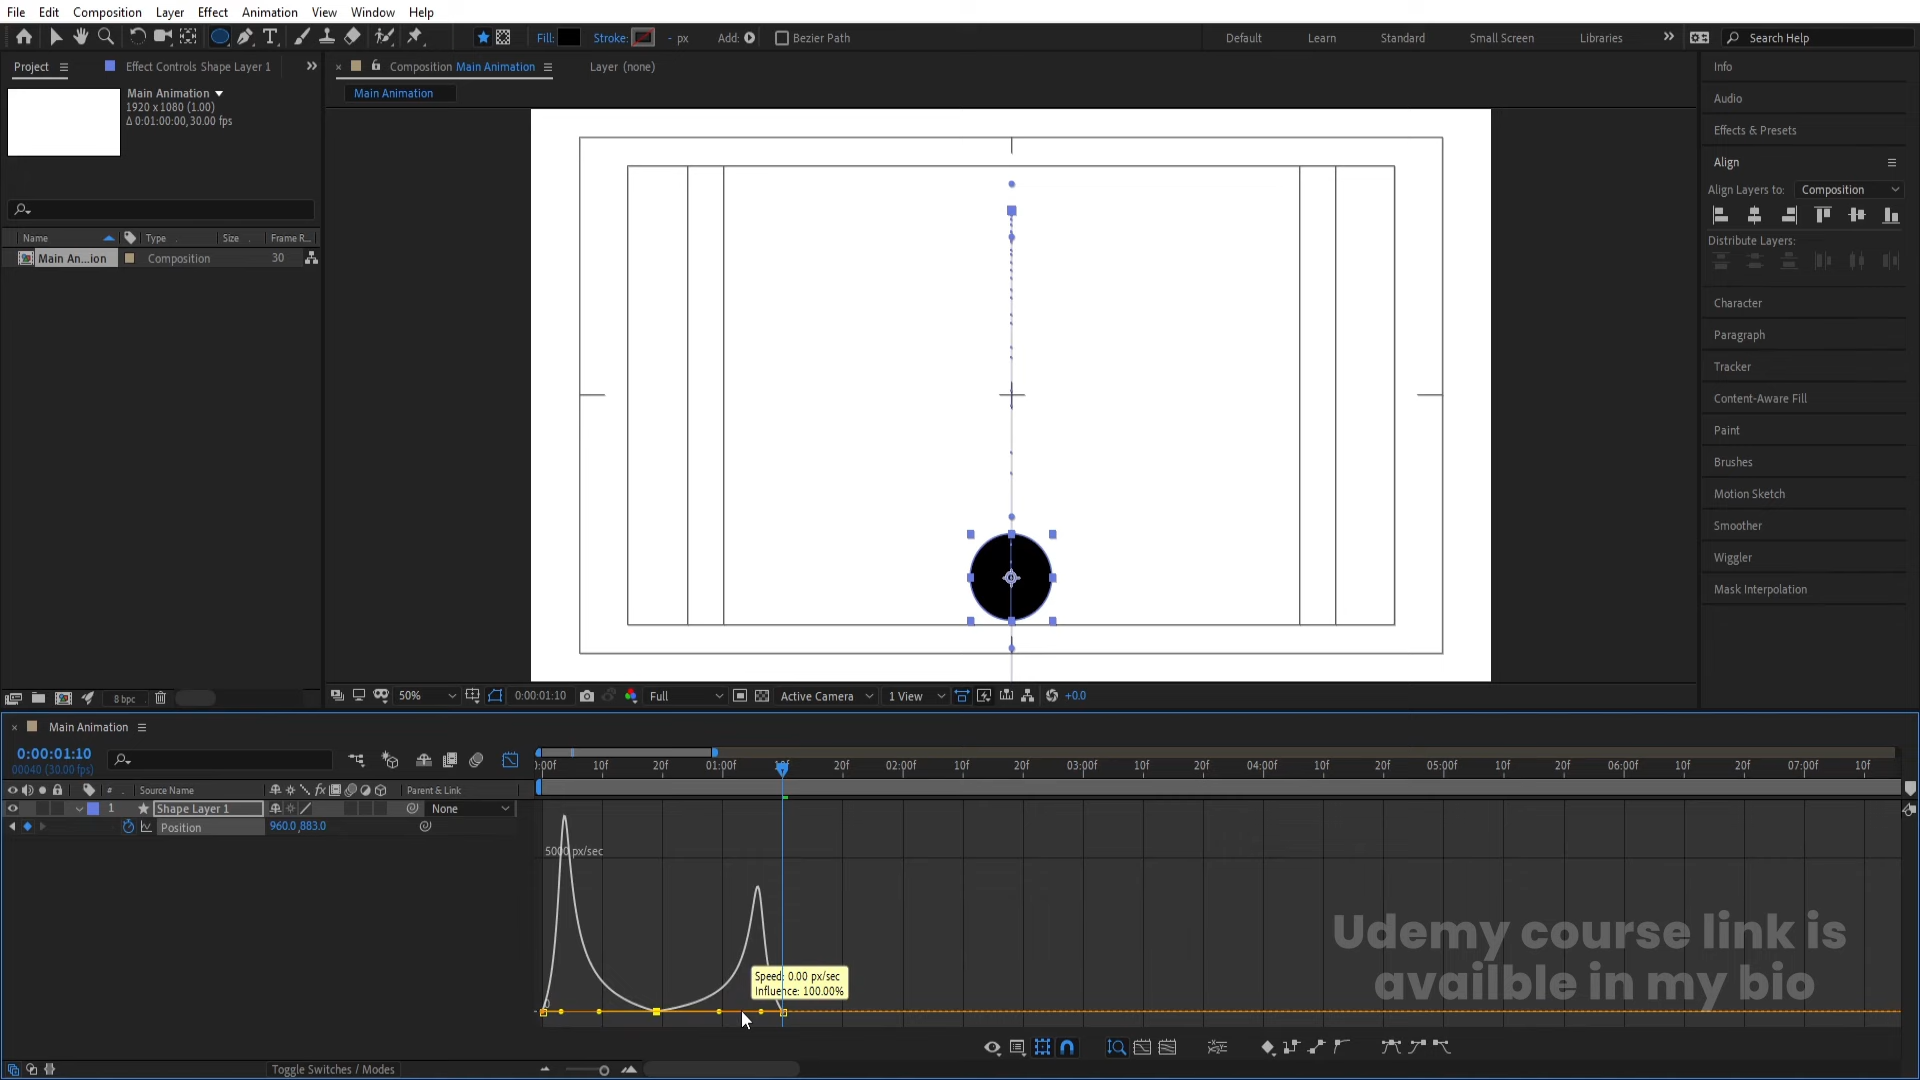 File Edit Composition Layer Effect Animation View Window Help
Fill: Stroke: - px Add: Bezier Path Default Learn Standard Small Screen Libraries Search Help
Project Effect Controls Shape Layer 1 Composition Main Animation Layer (none) Info
Main Animation
Main Animation
1920 x 1080 (1.00)
Δ 0:01:00:00, 30.00 fps
Audio
Effects & Presets
Align
Align Layers to: Composition
Distribute Layers:
Name Type Size Frame R...
Main An...ion Composition 30
Character
Paragraph
Tracker
Content-Aware Fill
Paint
Brushes
Motion Sketch
Smoother
Wiggler
Mask Interpolation
8 bpc 50% 0:00:01:10 Full Active Camera 1 View +0.0
Main Animation
0:00:01:10
00040 (30.00 fps)
):00f 10f 20f 01:00f 10f 20f 02:00f 10f 20f 03:00f 10f 20f 04:00f 10f 20f 05:00f 10f 20f 06:00f 10f 20f 07:00f 10f
# Source Name Parent & Link
1 Shape Layer 1 None
Position 960.0,883.0
5000 px/sec
Speed: 0.00 px/sec
Influence: 100.00%
0
Udemy course link is
availble in my bio
Toggle Switches / Modes